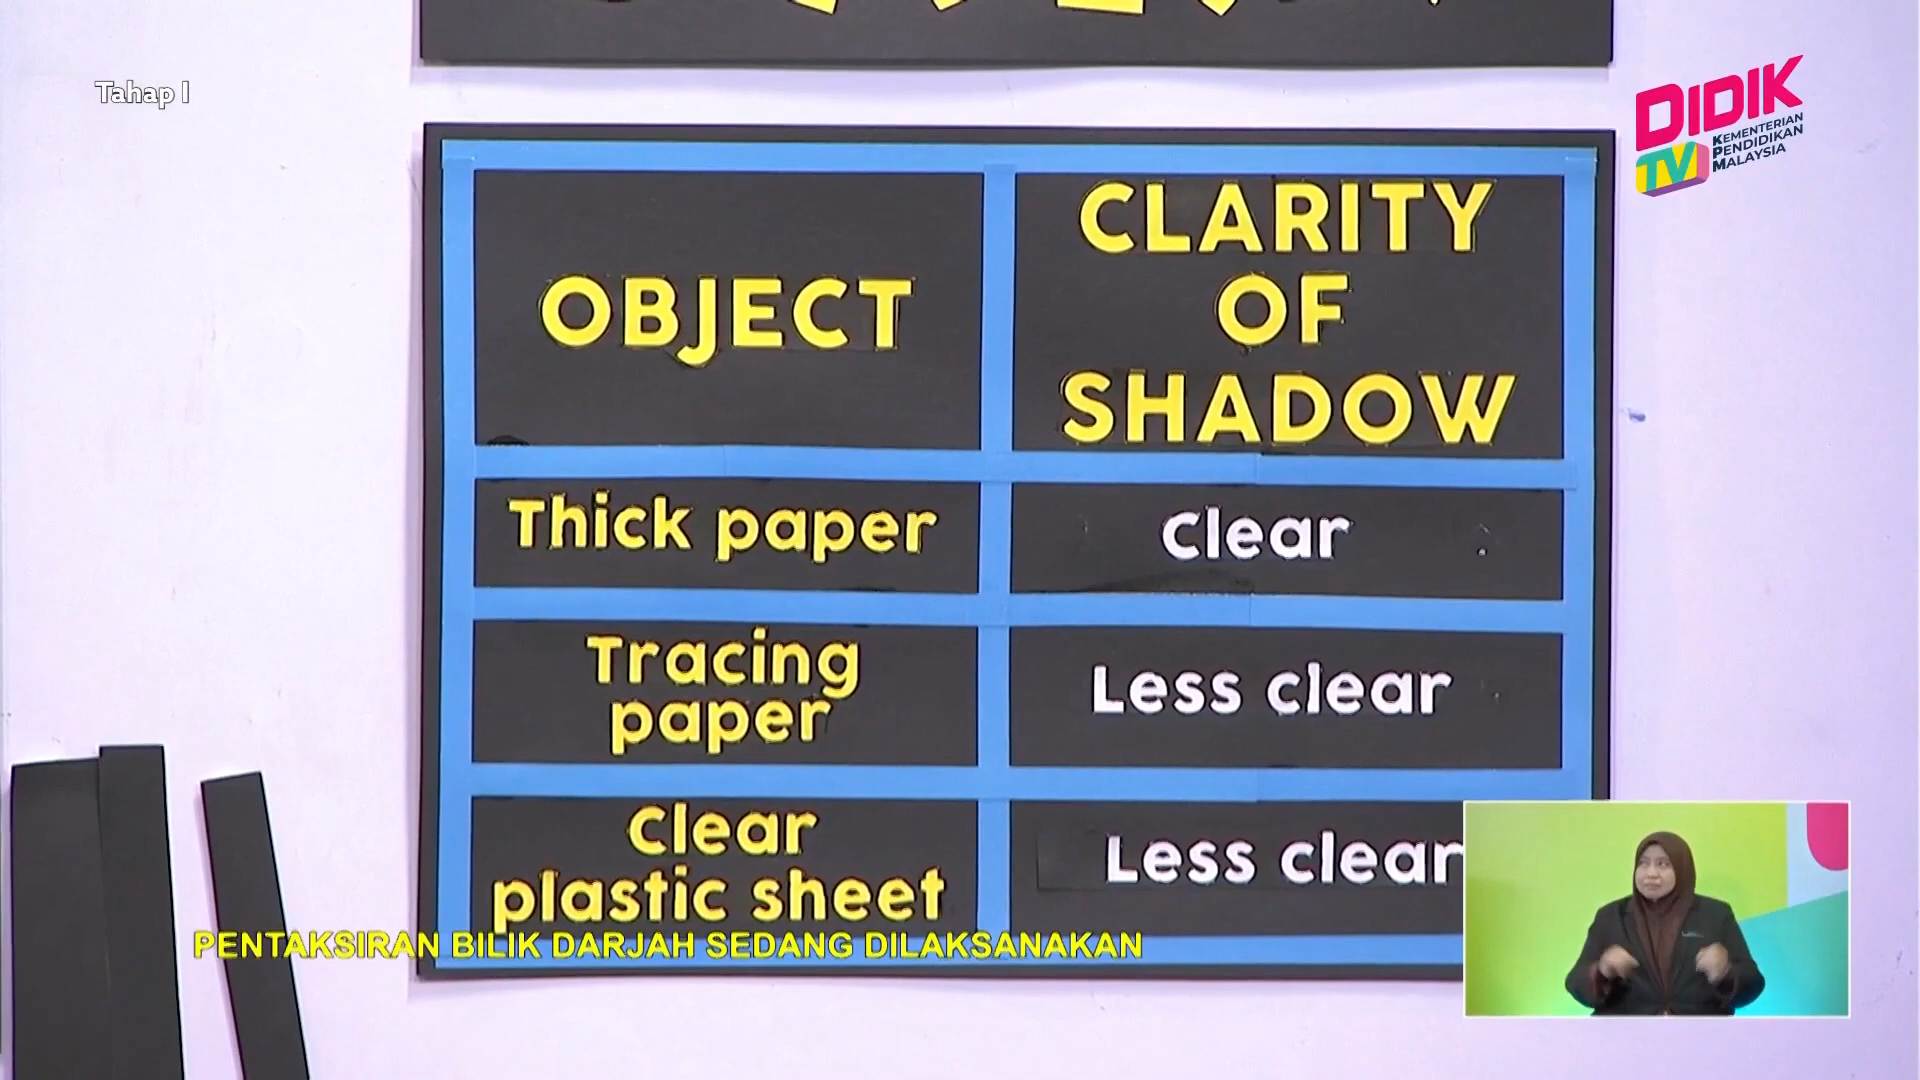 Tahap 1
DIDIK
TV
KEMENTERIAN
PENDIDIKAN
MALAYSIA
OBJECT
CLARITY
OF
SHADOW
Thick paper
Clear
Tracing
paper
Less clear
Clear
plastic sheet
Less clear
PENTAKSIRAN BILIK DARJAH SEDANG DILAKSANAKAN